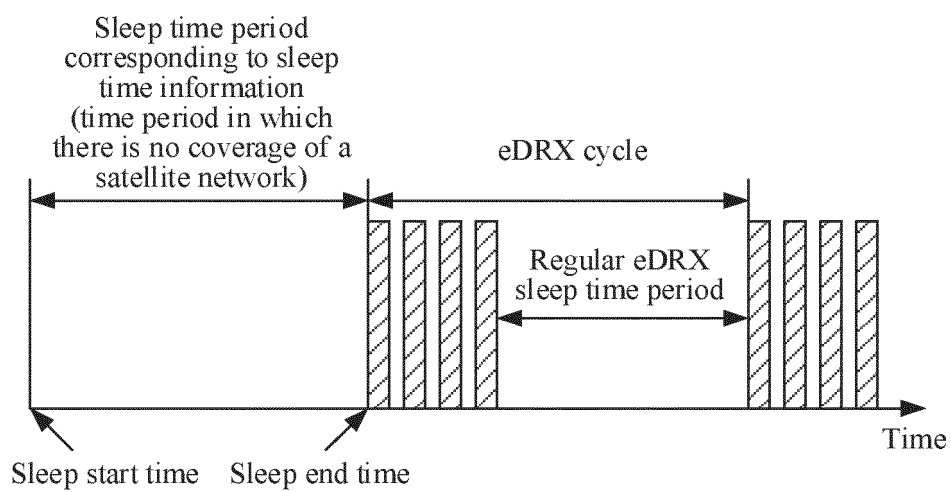 Sleep time period
corresponding to sleep
time information
(time period in which
there is no coverage of a
satellite network)
eDRX cycle
Regular eDRX
sleep time period
Time
Sleep start time
Sleep end time